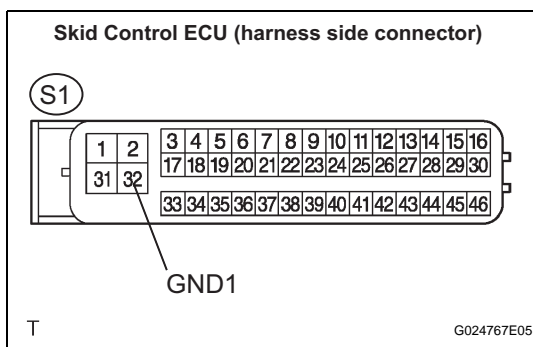 Skid Control ECU (harness side connector)
S1
1 2 3 4 5 6 7 8 9 10 11 12 13 14 15 16
17 18 19 20 21 22 23 24 25 26 27 28 29 30
31 32
33 34 35 36 37 38 39 40 41 42 43 44 45 46
GND1
T
G024767E05